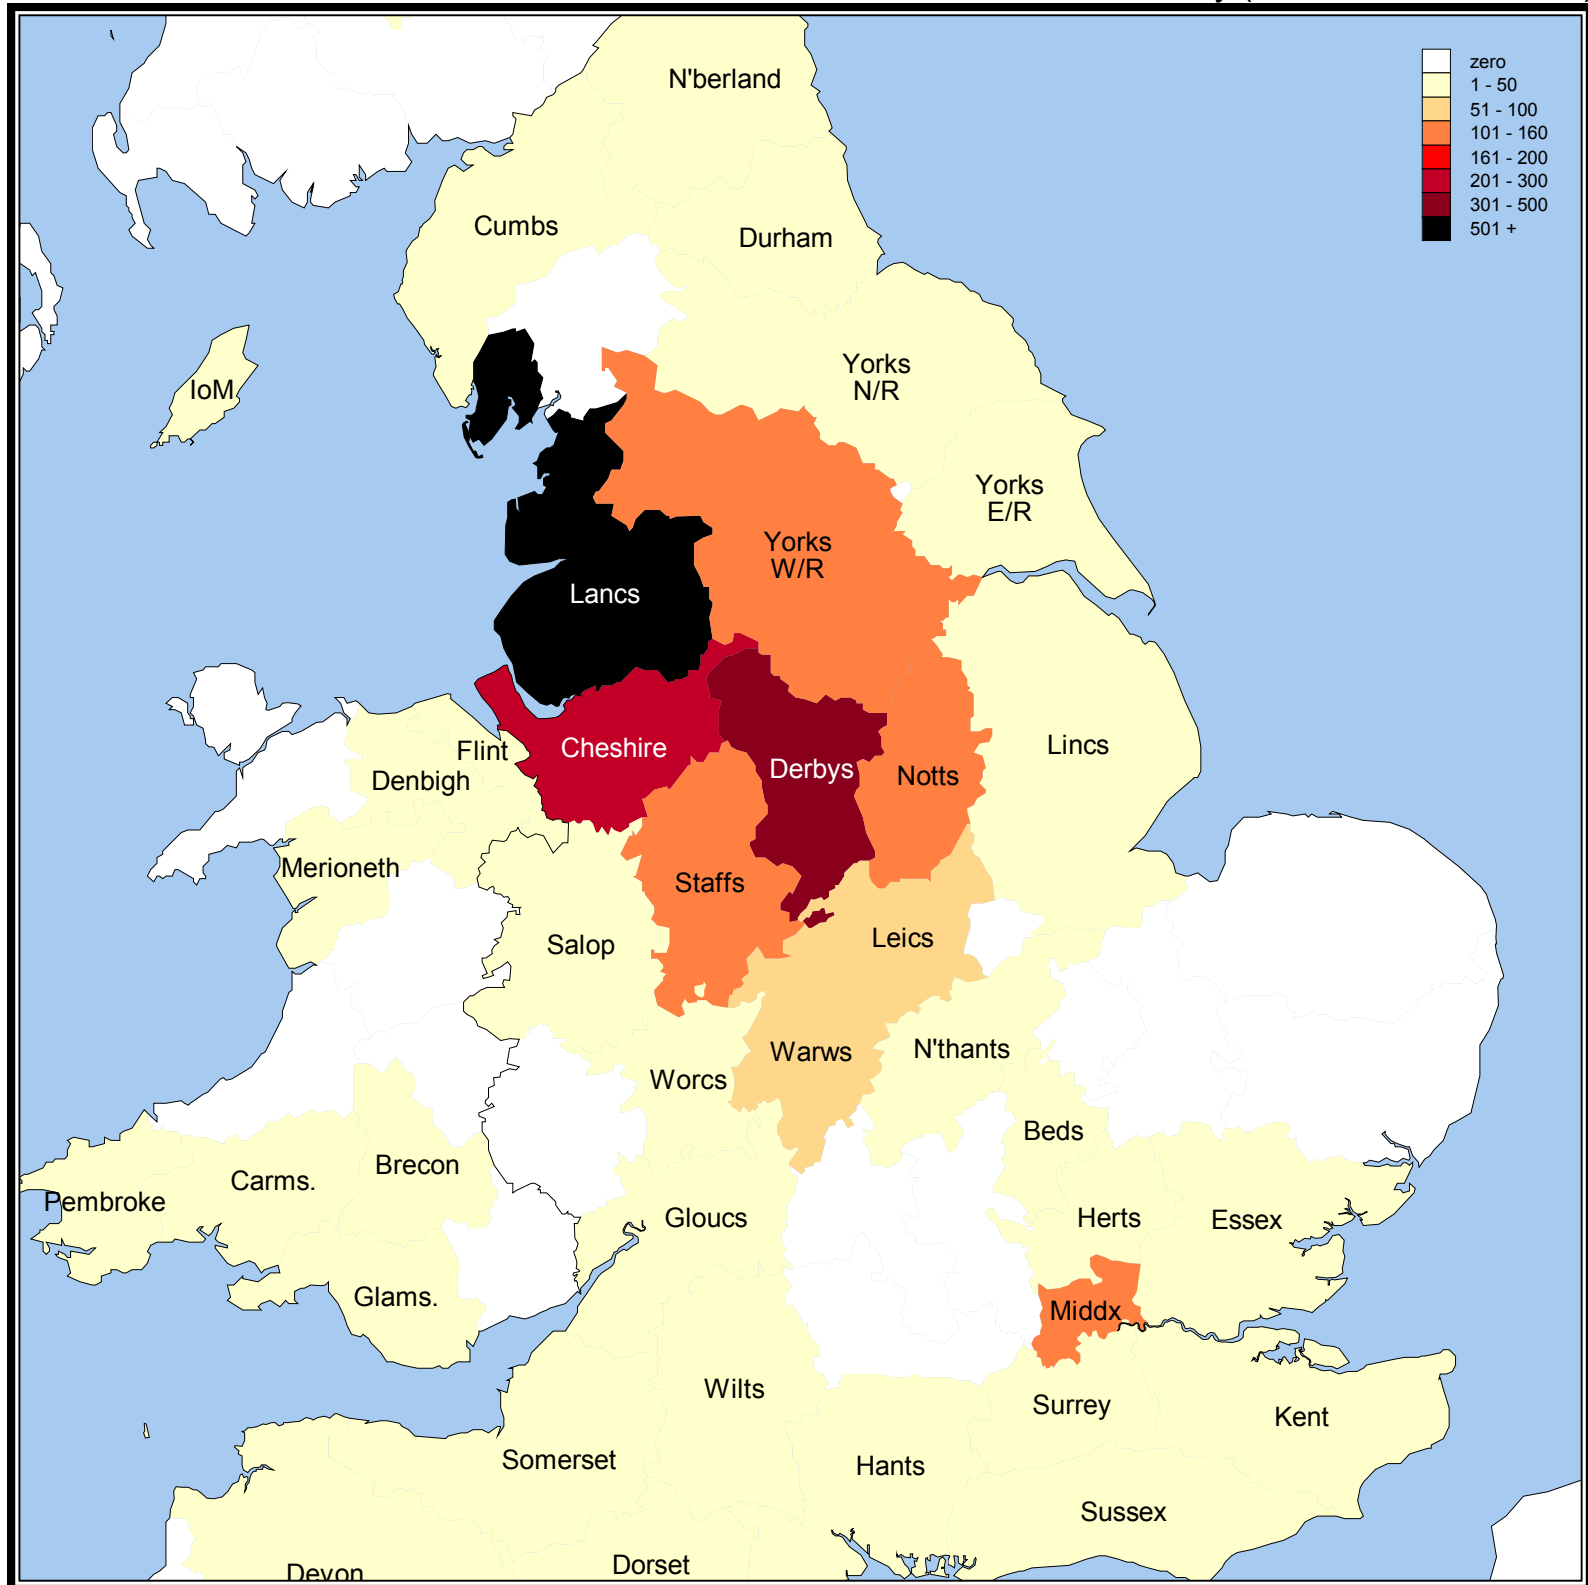 zero
1 - 50
51 - 100
101 - 160
161 - 200
201 - 300
301 - 500
501 +
N'berland
Cumbs
Durham
IoM
Yorks
N/R
Yorks
E/R
Yorks
W/R
Lancs
Flint
Cheshire
Denbigh
Derbys
Notts
Lincs
Merioneth
Staffs
Salop
Leics
Warws
N'thants
Worcs
Beds
Brecon
Carms.
Pembroke
Gloucs
Herts
Essex
Glams.
Middx
Wilts
Surrey
Kent
Somerset
Hants
Sussex
Dorset
Devon